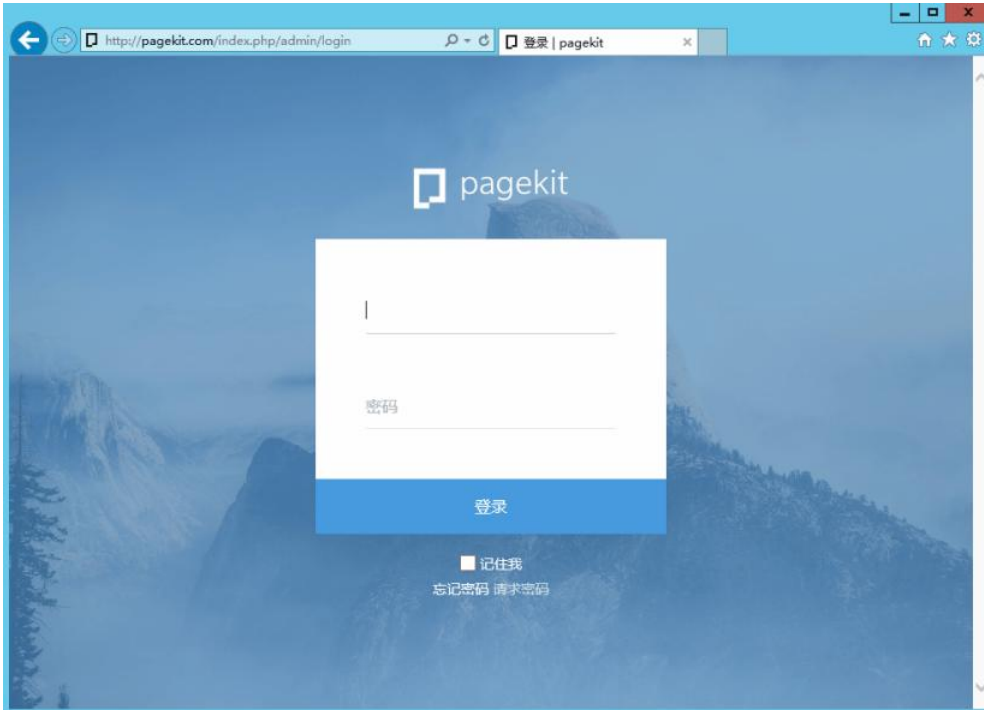 http://pagekit.com/index.php/admin/login
登录 | pagekit
pagekit
密码
登录
记住我
忘记密码 请求密码